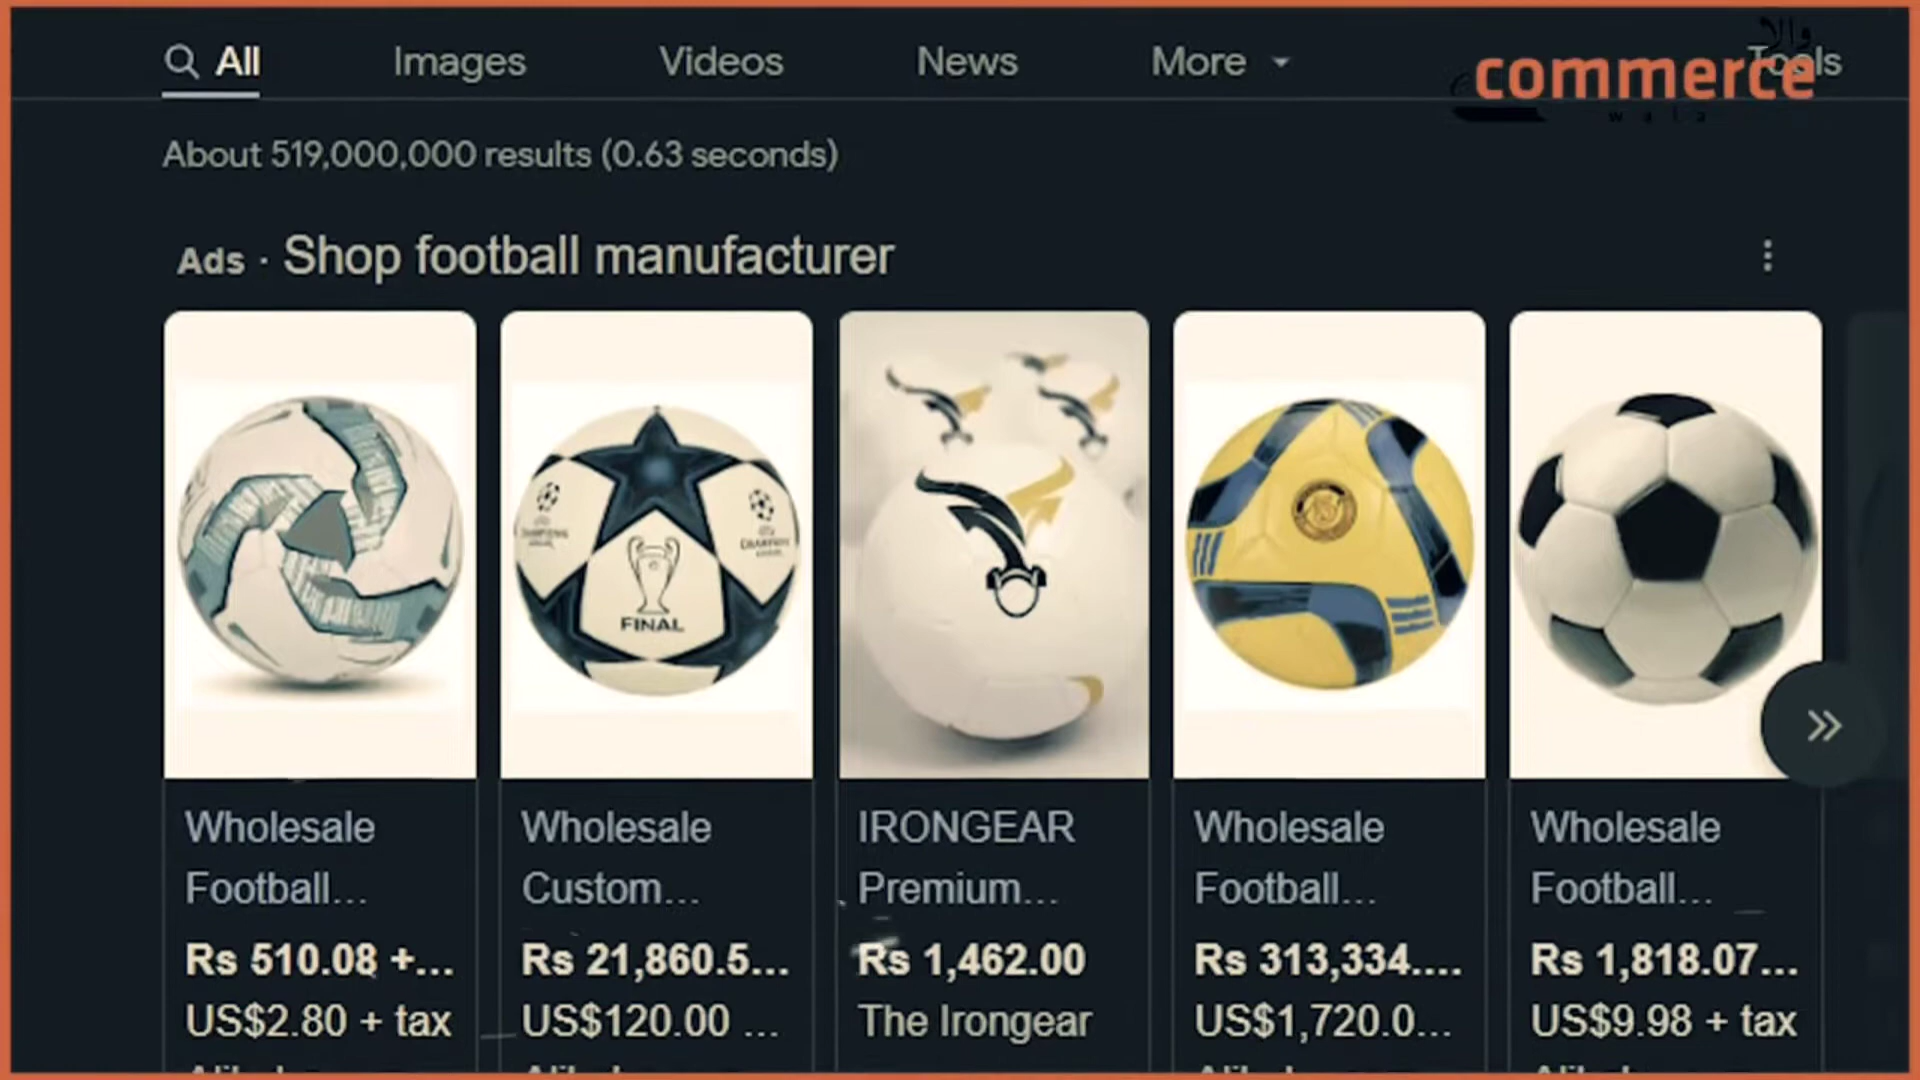 All Images Videos News More Tools
والا
commerce
wala
About 519,000,000 results (0.63 seconds)
Ads · Shop football manufacturer
FINAL
Wholesale
Football...
Rs 510.08 +...
US$2.80 + tax
Wholesale
Custom...
Rs 21,860.5...
US$120.00 ...
IRONGEAR
Premium...
Rs 1,462.00
The Irongear
Wholesale
Football...
Rs 313,334....
US$1,720.0...
Wholesale
Football...
Rs 1,818.07...
US$9.98 + tax